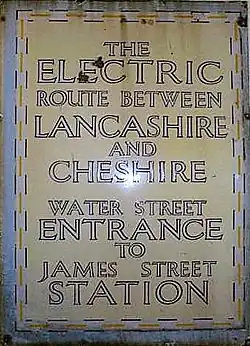 THE
ELECTRIC
ROUTE BETWEEN
LANCASHIRE
AND
CHESHIRE
WATER STREET
ENTRANCE
TO
JAMES STREET
STATION